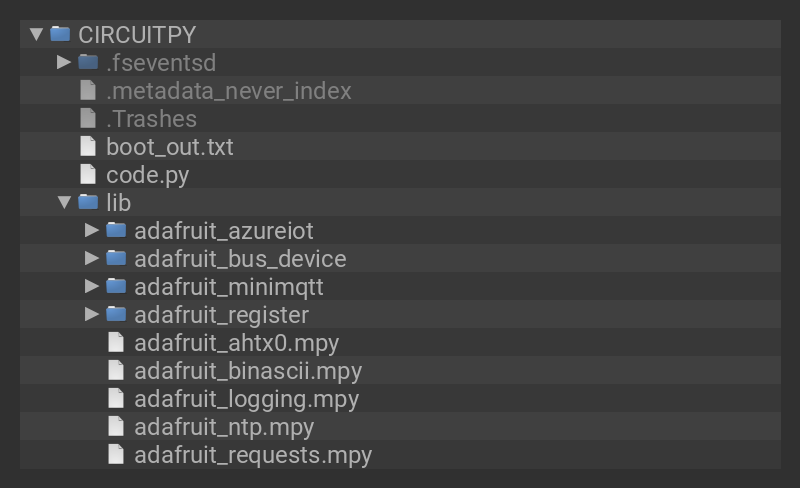 CIRCUITPY
.fseventsd
.metadata_never_index
.Trashes
boot_out.txt
code.py
lib
adafruit_azureiot
adafruit_bus_device
adafruit_minimqtt
adafruit_register
adafruit_ahtx0.mpy
adafruit_binascii.mpy
adafruit_logging.mpy
adafruit_ntp.mpy
adafruit_requests.mpy